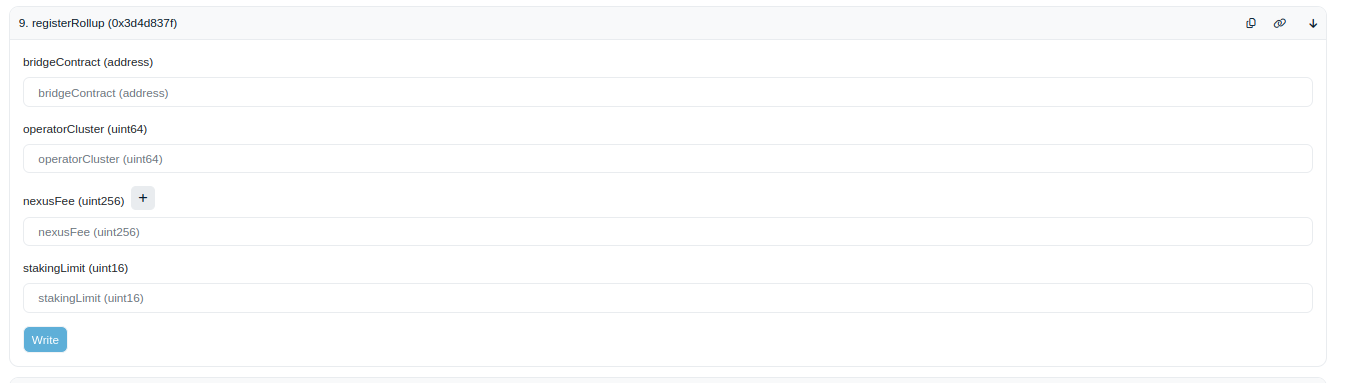 9. registerRollup (0x3d4d837f)
bridgeContract (address)
bridgeContract (address)
operatorCluster (uint64)
operatorCluster (uint64)
nexusFee (uint256) +
nexusFee (uint256)
stakingLimit (uint16)
stakingLimit (uint16)
Write